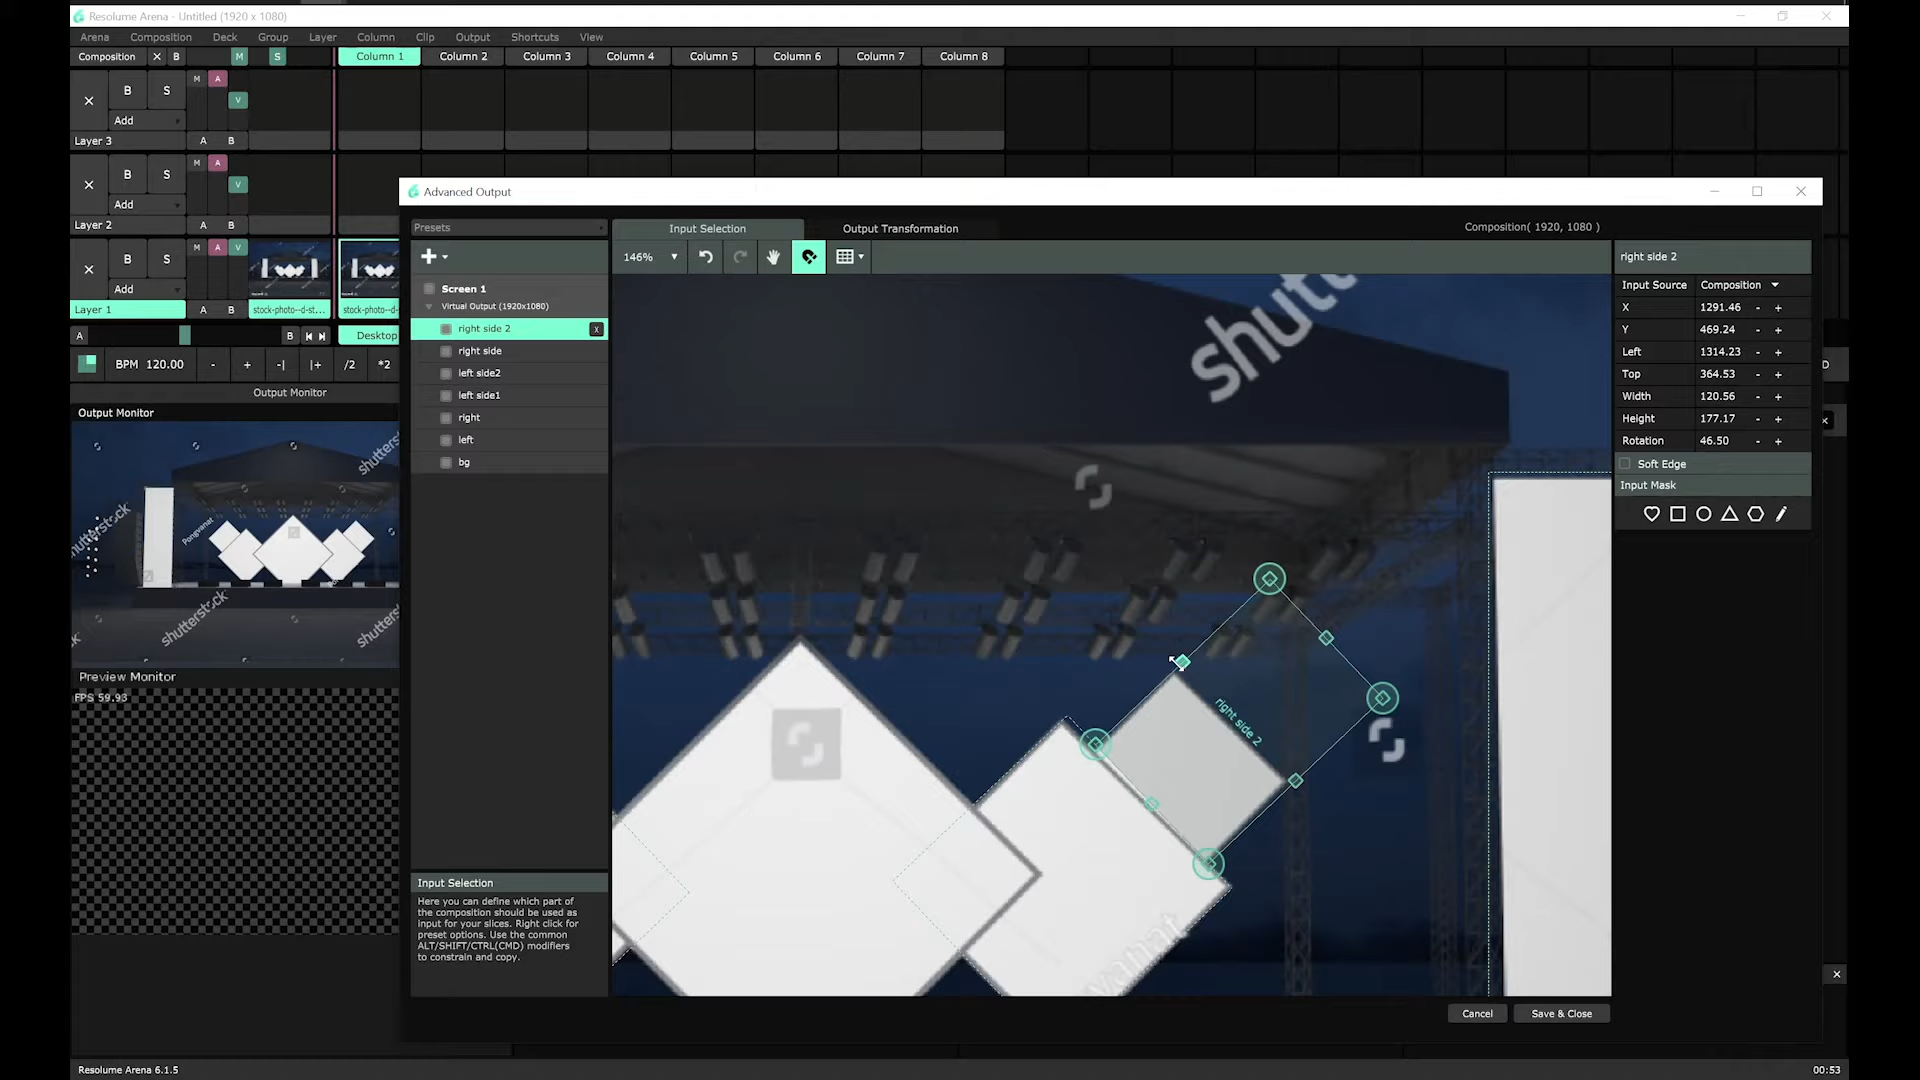 Resolume Arena - Untitled (1920 x 1080)
Arena Composition Deck Group Layer Column Clip Output Shortcuts View
Composition X B M S Column 1 Column 2 Column 3 Column 4 Column 5 Column 6 Column 7 Column 8
M A
B S
V
Add
Layer 3 A B
M A
B S
V
Add
Layer 2 A B
M A V
B S
Add
Layer 1 A B stock-photo--d-st... stock-photo--d-st
A B Desktop
BPM 120.00 - + -| |+ /2 *2
Output Monitor
Output Monitor
shutterstock
Pongvanat
Preview Monitor
FPS 59.93
Advanced Output
Presets
Input Selection Output Transformation Composition( 1920, 1080 )
146%
Screen 1
Virtual Output (1920x1080)
right side 2 x
right side
left side2
left side1
right
left
bg
Input Selection
Here you can define which part
of the composition should be used as
input for your slices. Right click for
preset options. Use the common
ALT/SHIFT/CTRL(CMD) modifiers
to constrain and copy.
right side 2
right side 2
Input Source Composition
X 1291.46 - +
Y 469.24 - +
Left 1314.23 - +
Top 364.53 - +
Width 120.56 - +
Height 177.17 - +
Rotation 46.50 - +
Soft Edge
Input Mask
Cancel Save & Close
Resolume Arena 6.1.5 00:53